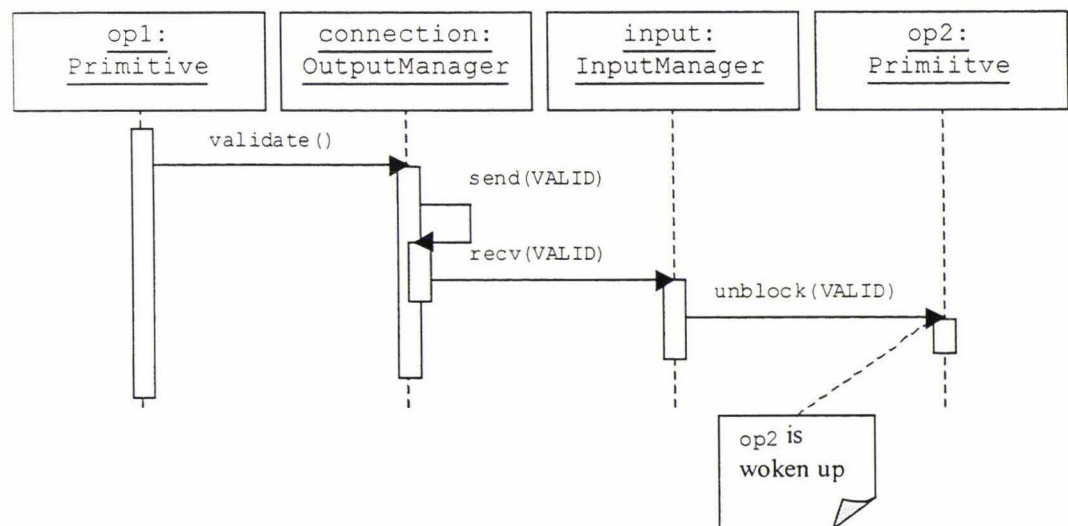 op1:
Primitive
connection:
OutputManager
input:
InputManager
op2:
Primiitve
validate()
send(VALID)
recv(VALID)
unblock(VALID)
op2 is
woken up